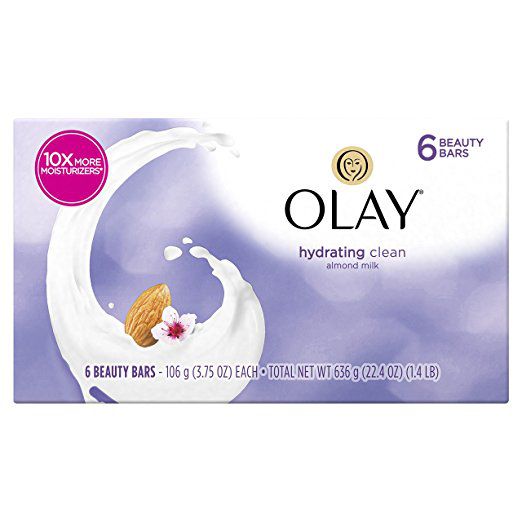 10X MORE
MOISTURIZERS*
6 BEAUTY
BARS
OLAY®
hydrating clean
almond milk
6 BEAUTY BARS - 106 g (3.75 OZ) EACH • TOTAL NET WT 636 g (22.4 OZ) (1.4 LB)